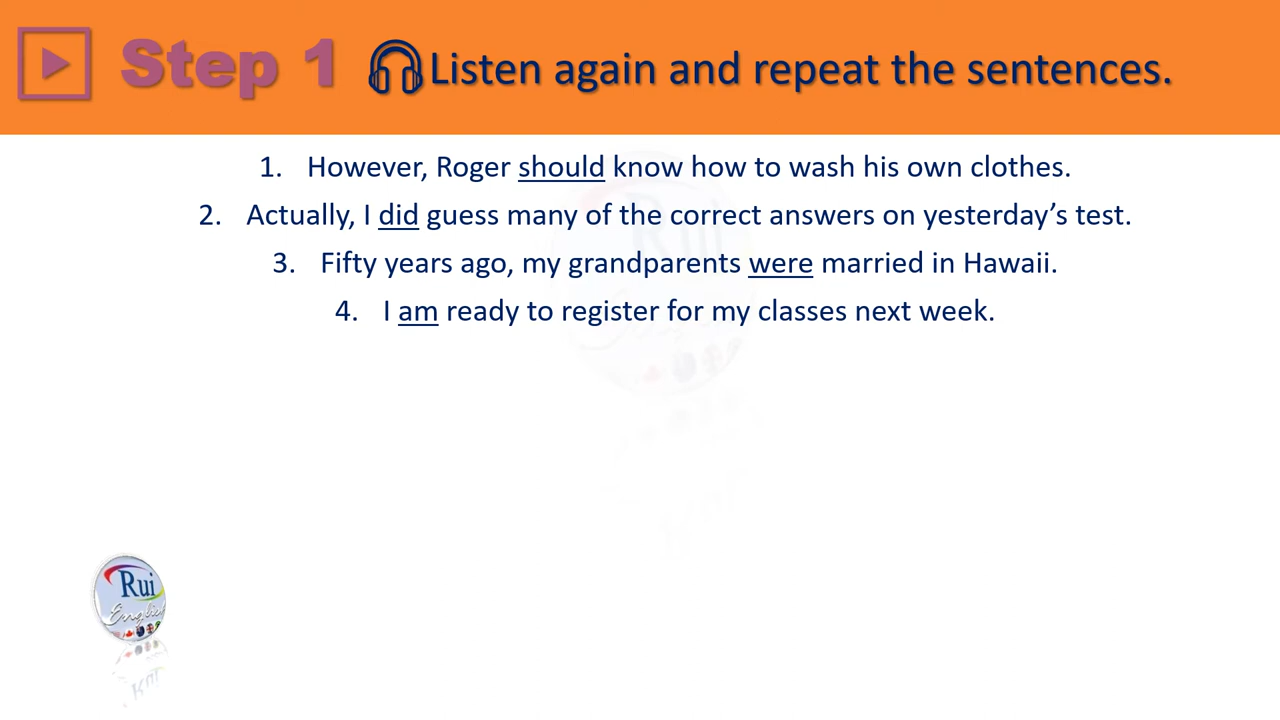 Step 1 Listen again and repeat the sentences.
1. However, Roger should know how to wash his own clothes.
2. Actually, I did guess many of the correct answers on yesterday’s test.
3. Fifty years ago, my grandparents were married in Hawaii.
4. I am ready to register for my classes next week.
Rui
English